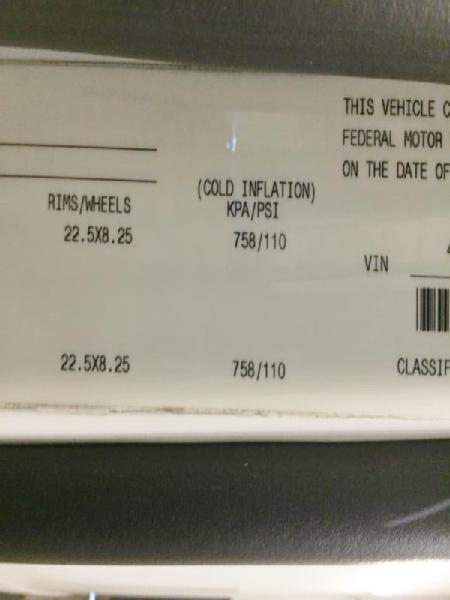 THIS VEHICLE
FEDERAL MOTOR
ON THE DATE OF
RIMS/WHEELS
(COLD INFLATION)
KPA/PSI
22.5X8.25
758/110
VIN
22.5X8.25
758/110